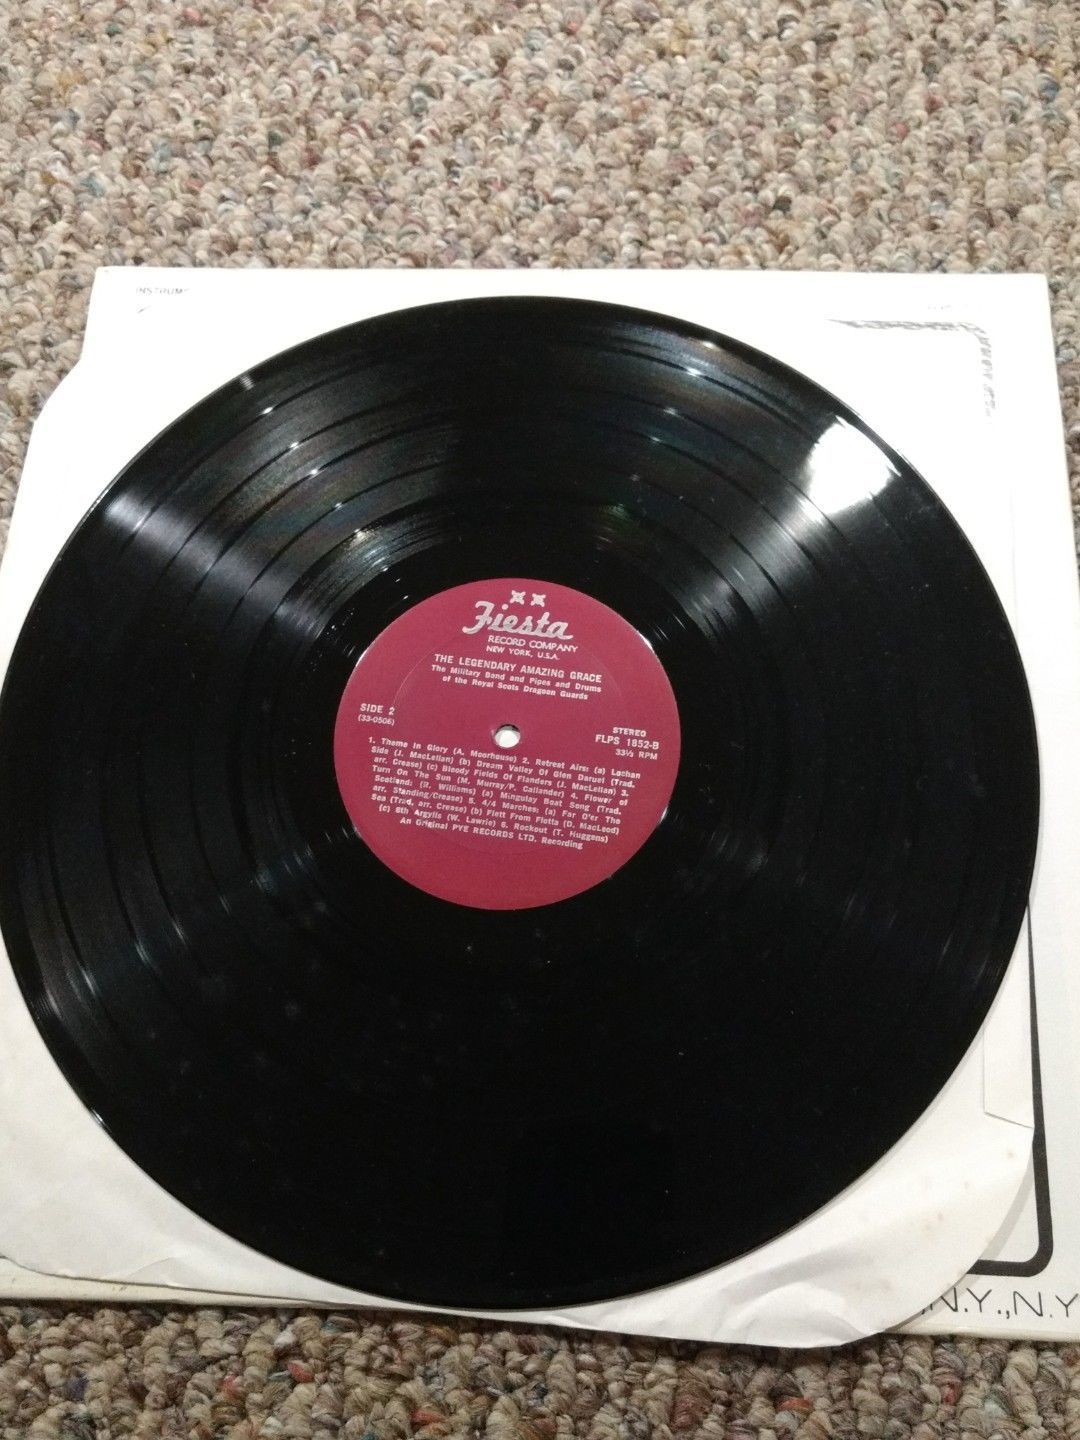 INSTRUM
Fiesta
RECORD COMPANY
NEW YORK, U.S.A.
THE LEGENDARY AMAZING GRACE
The Military Band and Pipes and Drums
of the Royal Scots Dragoon Guards
SIDE 2
(33-0506)
STEREO
FLPS 1852-B
33⅓ RPM
1. Theme In Glory (A. Moorhouse) 2. Retreat Airs: (a) Lochan
Side (J. MacLellan) (b) Dream Valley Of Glen Daruel (Trad.
arr. Crease) (c) Bloody Fields Of Flanders (J. MacLellan) 3.
Turn On The Sun (M. Murray/P. Callander) 4. Flower of
Scotland: (R. Williams) (a) Mingulay Boat Song (Trad.
arr. Standing/Crease) 5. 4/4 Marches: (a) Far O'er The
Sea (Trad. arr. Crease) (b) Flett From Flotta (D. MacLeod)
(c) 8th Argylls (W. Lawrie) 6. Rockout (T. Huggens)
An Original PYE RECORDS LTD. Recording
N.Y.,N.Y